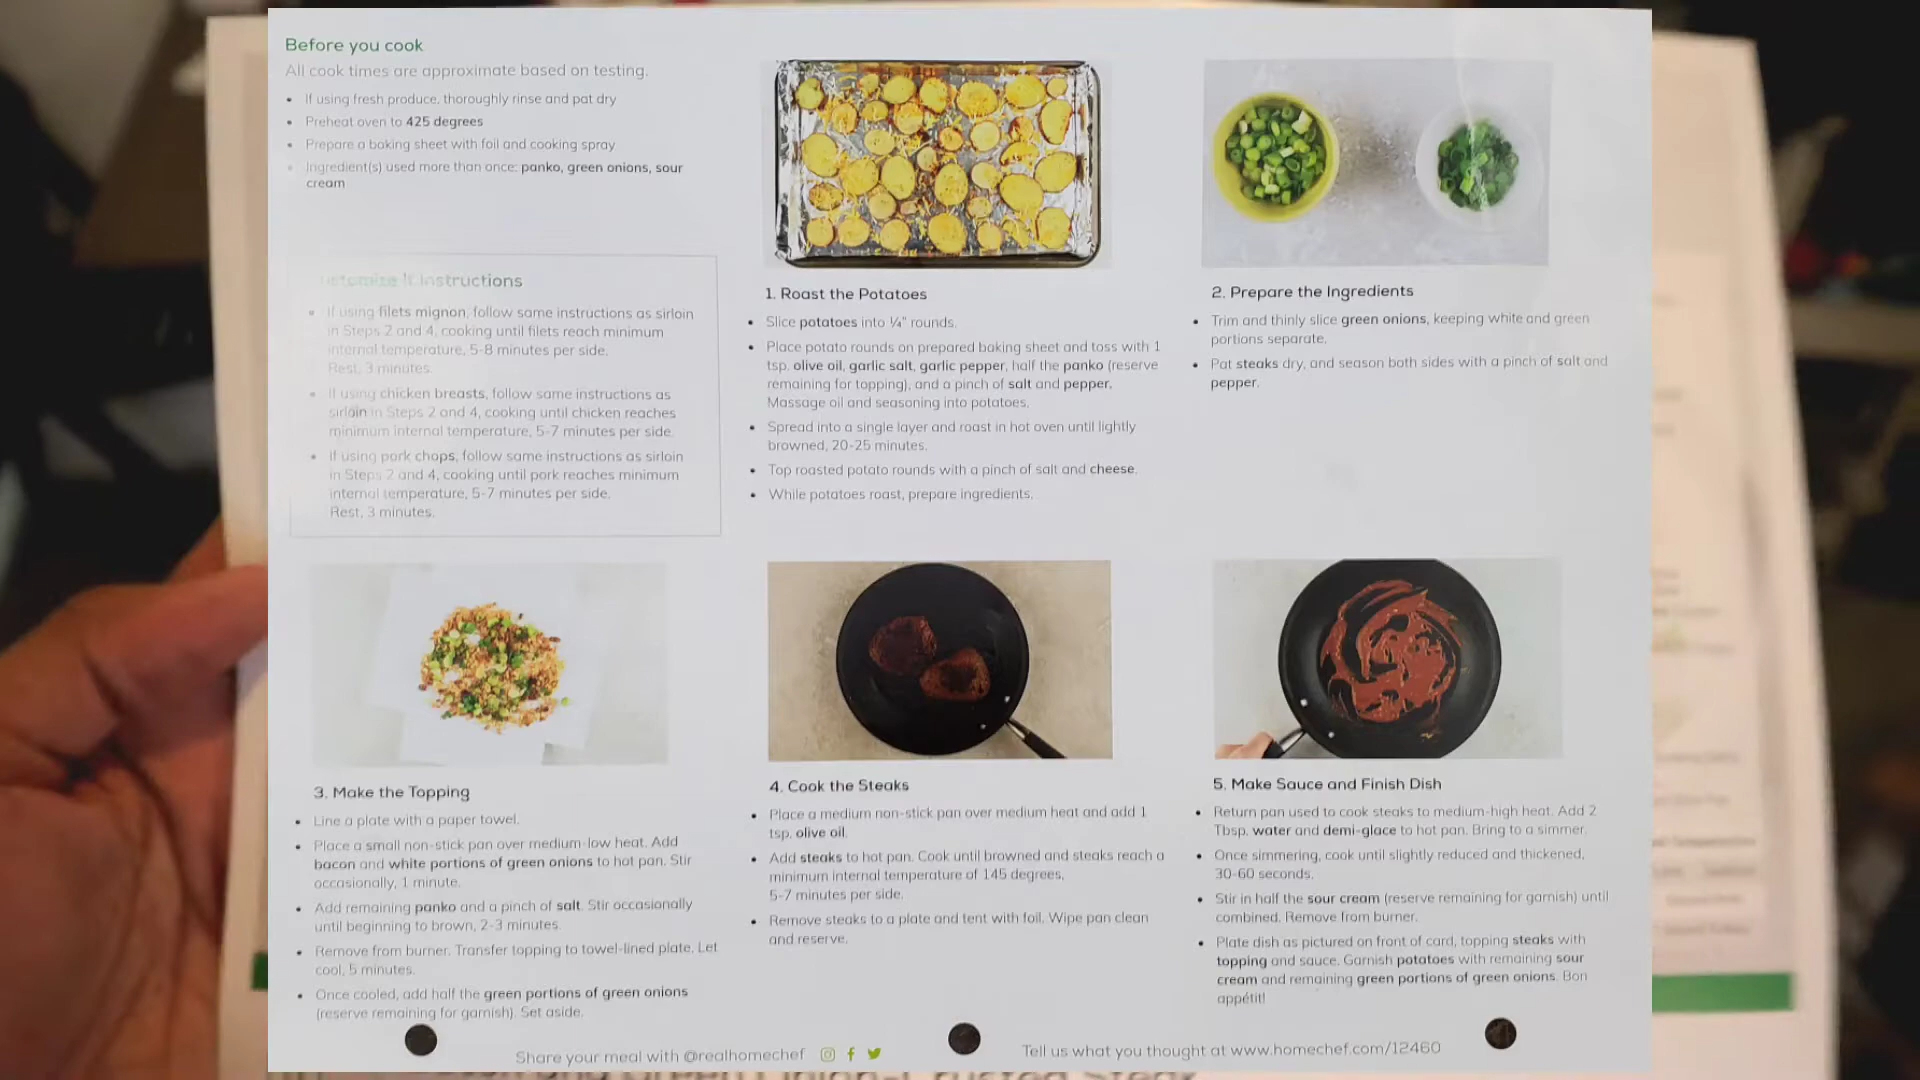 Before you cook
All cook times are approximate based on testing.
• If using fresh produce, thoroughly rinse and pat dry
• Preheat oven to 425 degrees
• Prepare a baking sheet with foil and cooking spray
• Ingredient(s) used more than once: panko, green onions, sour
cream
Customize It Instructions
• If using filets mignon, follow same instructions as sirloin
in Steps 2 and 4, cooking until filets reach minimum
internal temperature, 5-8 minutes per side.
Rest, 3 minutes.
• If using chicken breasts, follow same instructions as
sirloin in Steps 2 and 4, cooking until chicken reaches
minimum internal temperature, 5-7 minutes per side.
• If using pork chops, follow same instructions as sirloin
in Steps 2 and 4, cooking until pork reaches minimum
internal temperature, 5-7 minutes per side.
Rest, 3 minutes.
1. Roast the Potatoes
• Slice potatoes into ¼" rounds.
• Place potato rounds on prepared baking sheet and toss with 1
tsp. olive oil, garlic salt, garlic pepper, half the panko (reserve
remaining for topping), and a pinch of salt and pepper.
Massage oil and seasoning into potatoes.
• Spread into a single layer and roast in hot oven until lightly
browned, 20-25 minutes.
• Top roasted potato rounds with a pinch of salt and cheese.
• While potatoes roast, prepare ingredients.
2. Prepare the Ingredients
• Trim and thinly slice green onions, keeping white and green
portions separate.
• Pat steaks dry, and season both sides with a pinch of salt and
pepper.
3. Make the Topping
• Line a plate with a paper towel.
• Place a small non-stick pan over medium-low heat. Add
bacon and white portions of green onions to hot pan. Stir
occasionally, 1 minute.
• Add remaining panko and a pinch of salt. Stir occasionally
until beginning to brown, 2-3 minutes.
• Remove from burner. Transfer topping to towel-lined plate. Let
cool, 5 minutes.
• Once cooled, add half the green portions of green onions
(reserve remaining for garnish). Set aside.
4. Cook the Steaks
• Place a medium non-stick pan over medium heat and add 1
tsp. olive oil.
• Add steaks to hot pan. Cook until browned and steaks reach a
minimum internal temperature of 145 degrees,
5-7 minutes per side.
• Remove steaks to a plate and tent with foil. Wipe pan clean
and reserve.
5. Make Sauce and Finish Dish
• Return pan used to cook steaks to medium-high heat. Add 2
Tbsp. water and demi-glace to hot pan. Bring to a simmer.
• Once simmering, cook until slightly reduced and thickened,
30-60 seconds.
• Stir in half the sour cream (reserve remaining for garnish) until
combined. Remove from burner.
• Plate dish as pictured on front of card, topping steaks with
topping and sauce. Garnish potatoes with remaining sour
cream and remaining green portions of green onions. Bon
appétit!
Share your meal with @realhomechef
Tell us what you thought at www.homechef.com/12460